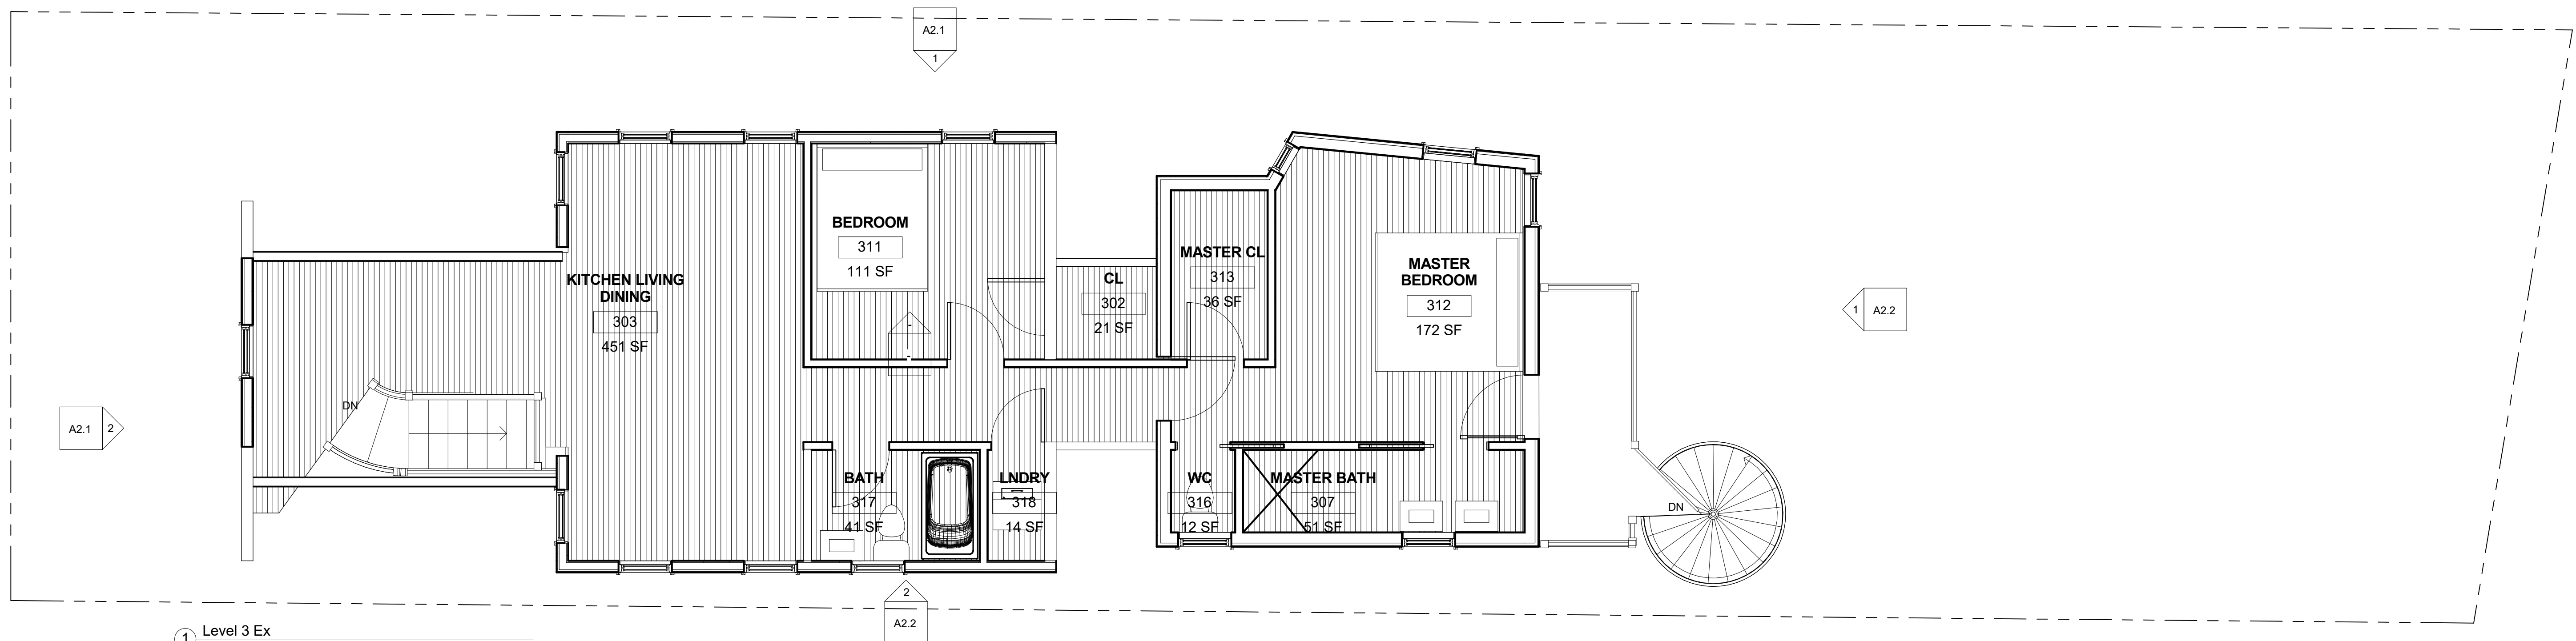 A2.1
1
BEDROOM
311
111 SF
KITCHEN LIVING
DINING
303
451 SF
CL
302
21 SF
MASTER CL
313
36 SF
MASTER
BEDROOM
312
172 SF
1
A2.2
A2.1
2
DN
BATH
317
41 SF
LNDRY
318
14 SF
WC
316
12 SF
MASTER BATH
307
51 SF
DN
2
A2.2
1
Level 3 Ex